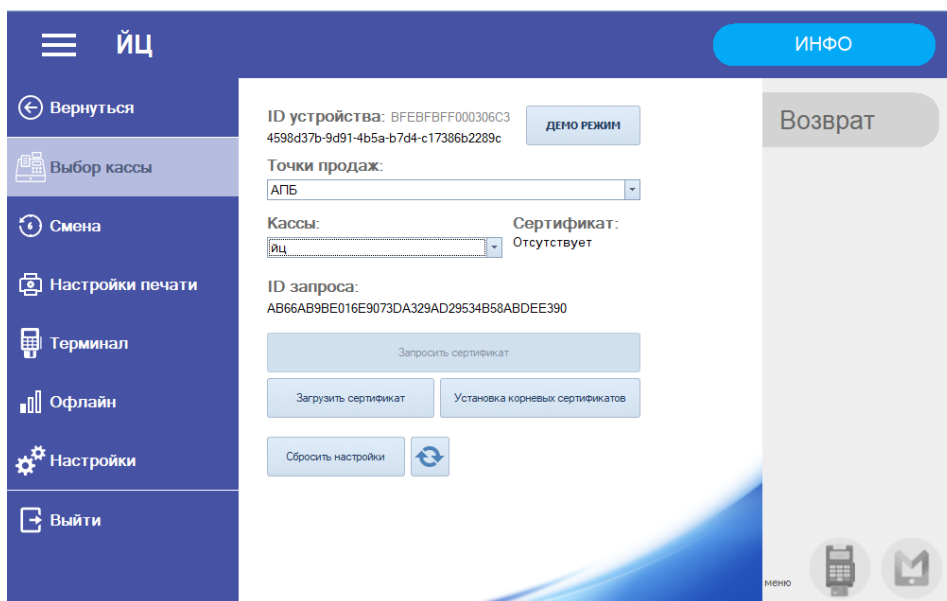 йц
ИНФО
Вернуться
Выбор кассы
6
Смена
Настройки печати
Терминал
Офлайн
Настройки
Выйти
ID устройства: BFEBFBFF000306C3
4598d37b-9d91-4b5a-b7d4-c17386b2289c
ДЕМО РЕЖИМ
Точки продаж:
АПБ
Кассы:
Сертификат:
йц
Отсутствует
ID запроса:
AB66AB9BE016E9073DA329AD29534B58ABDEE390
Запросить сертификат
Загрузить сертификат
Установка корневых сертификатов
Сбросить настройки
Возврат
меню